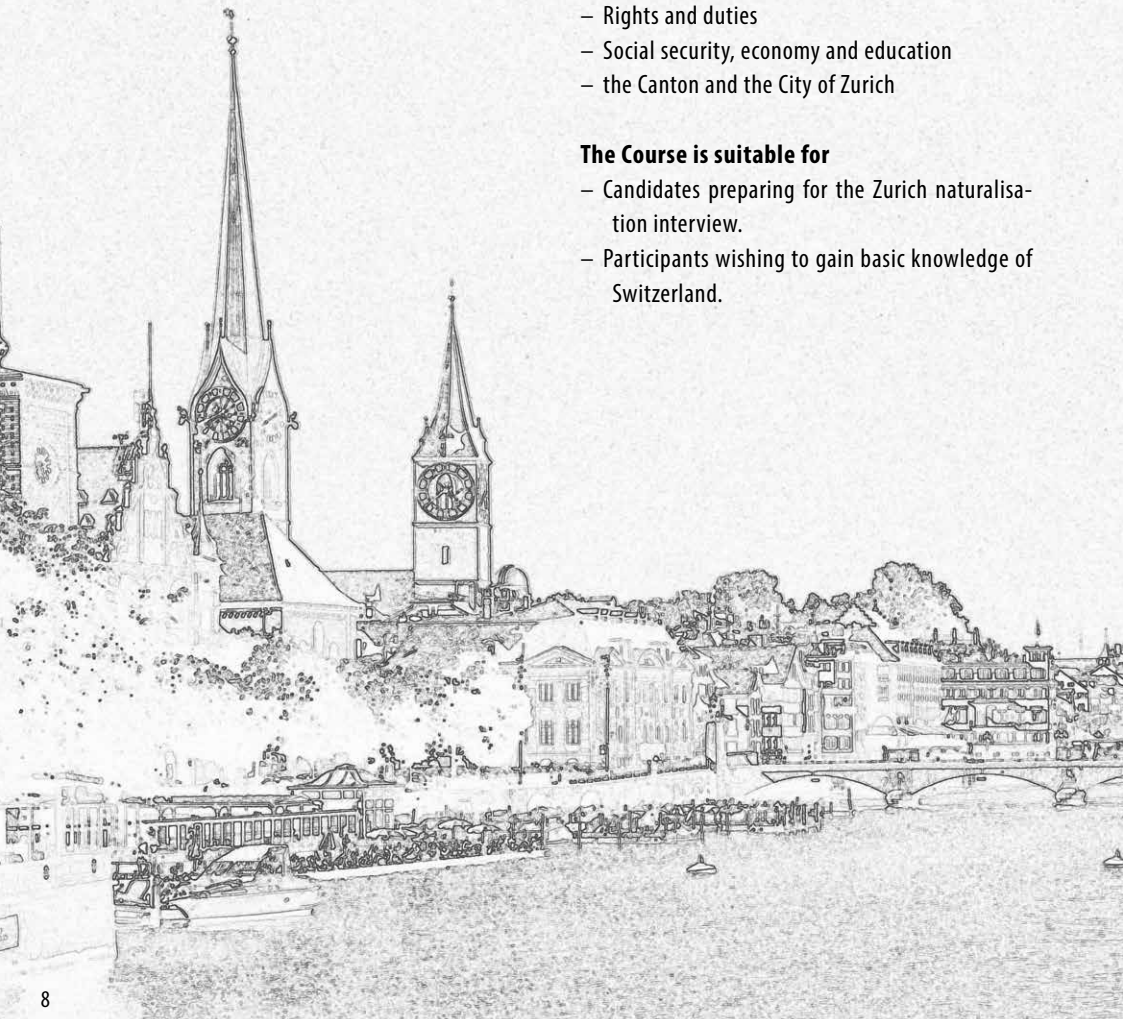 – Rights and duties
– Social security, economy and education
– the Canton and the City of Zurich
The Course is suitable for
– Candidates preparing for the Zurich naturalisa-
tion interview.
– Participants wishing to gain basic knowledge of
Switzerland.
8